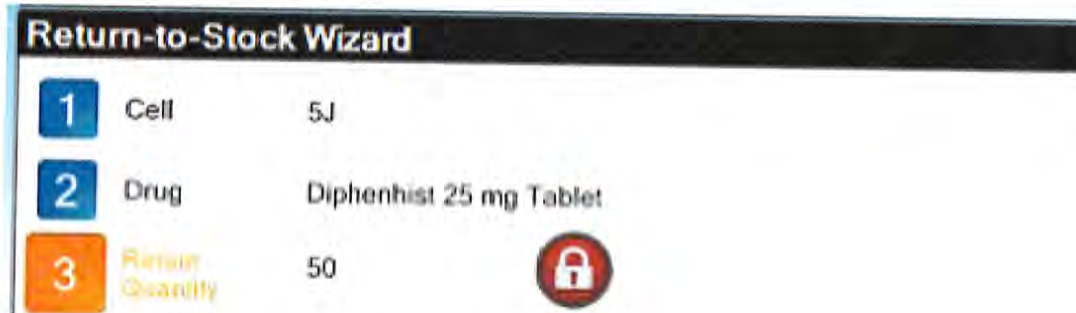 Return-to-Stock Wizard
1 Cell 5J
2 Drug Diphenhist 25 mg Tablet
3 Return Quantity 50